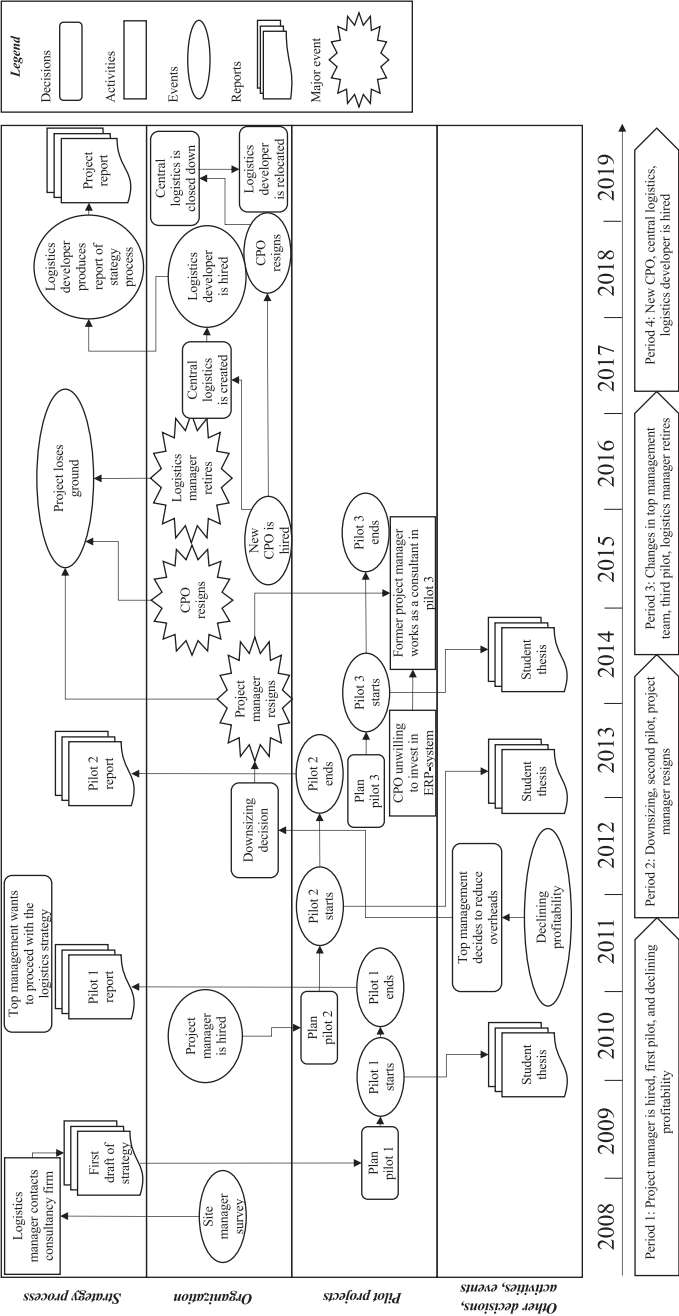 Legend
Decisions
Activities
Events
Reports
Major event
Strategy process
Logistics
manager contacts
consultancy firm
First
draft of
strategy
Top management wants
to proceed with the
logistics strategy
Pilot 1
report
Pilot 2
report
Project loses
ground
Logistics
developer
produces
report of
stategy
process
Project
report
Organization
Site
manager
survey
Project
manager
is hired
Downsizing
decision
Project
manager
resigns
CPO
resigns
Logistics
manager
retires
New
CPO is
hired
Central
logistics
is created
Logistics
developer
is hired
CPO
resigns
Central
logistics is
closed down
Logistics
developer
is relocated
Pilot projects
Plan
pilot 1
Pilot 1
starts
Pilot 1
ends
Plan
pilot 2
Pilot 2
starts
Pilot 2
ends
Plan
pilot 3
Pilot 3
starts
Pilot 3
ends
CPO unwilling
to invest in
ERP-system
Former project manager
works as a consultant in
pilot 3
Other decisions,
activities, events
Student
thesis
Top management
decides to reduce
overheads
Declining
profitability
Student
thesis
Student
thesis
2008
2009
2010
2011
2012
2013
2014
2015
2016
2017
2018
2019
Period 1: Project manager is hired, first pilot, and declining
profitability
Period 2: Downsizing, second pilot, project
manager resigns
Period 3: Changes in top management
team, third pilot, logistics manager retires
Period 4: New CPO, central logistics,
logistics developer is hired